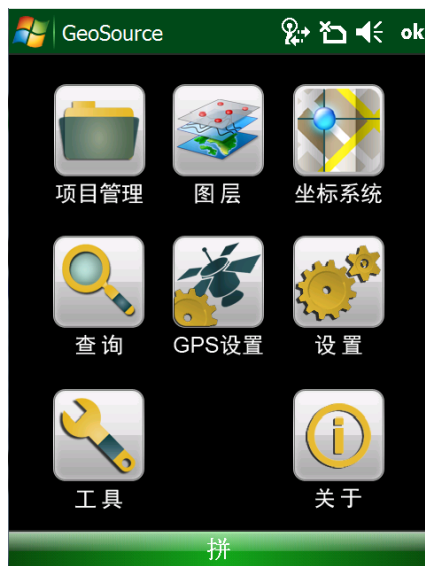 GeoSource ok
项目管理 图层 坐标系统
查询 GPS设置 设置
工具 关于
拼